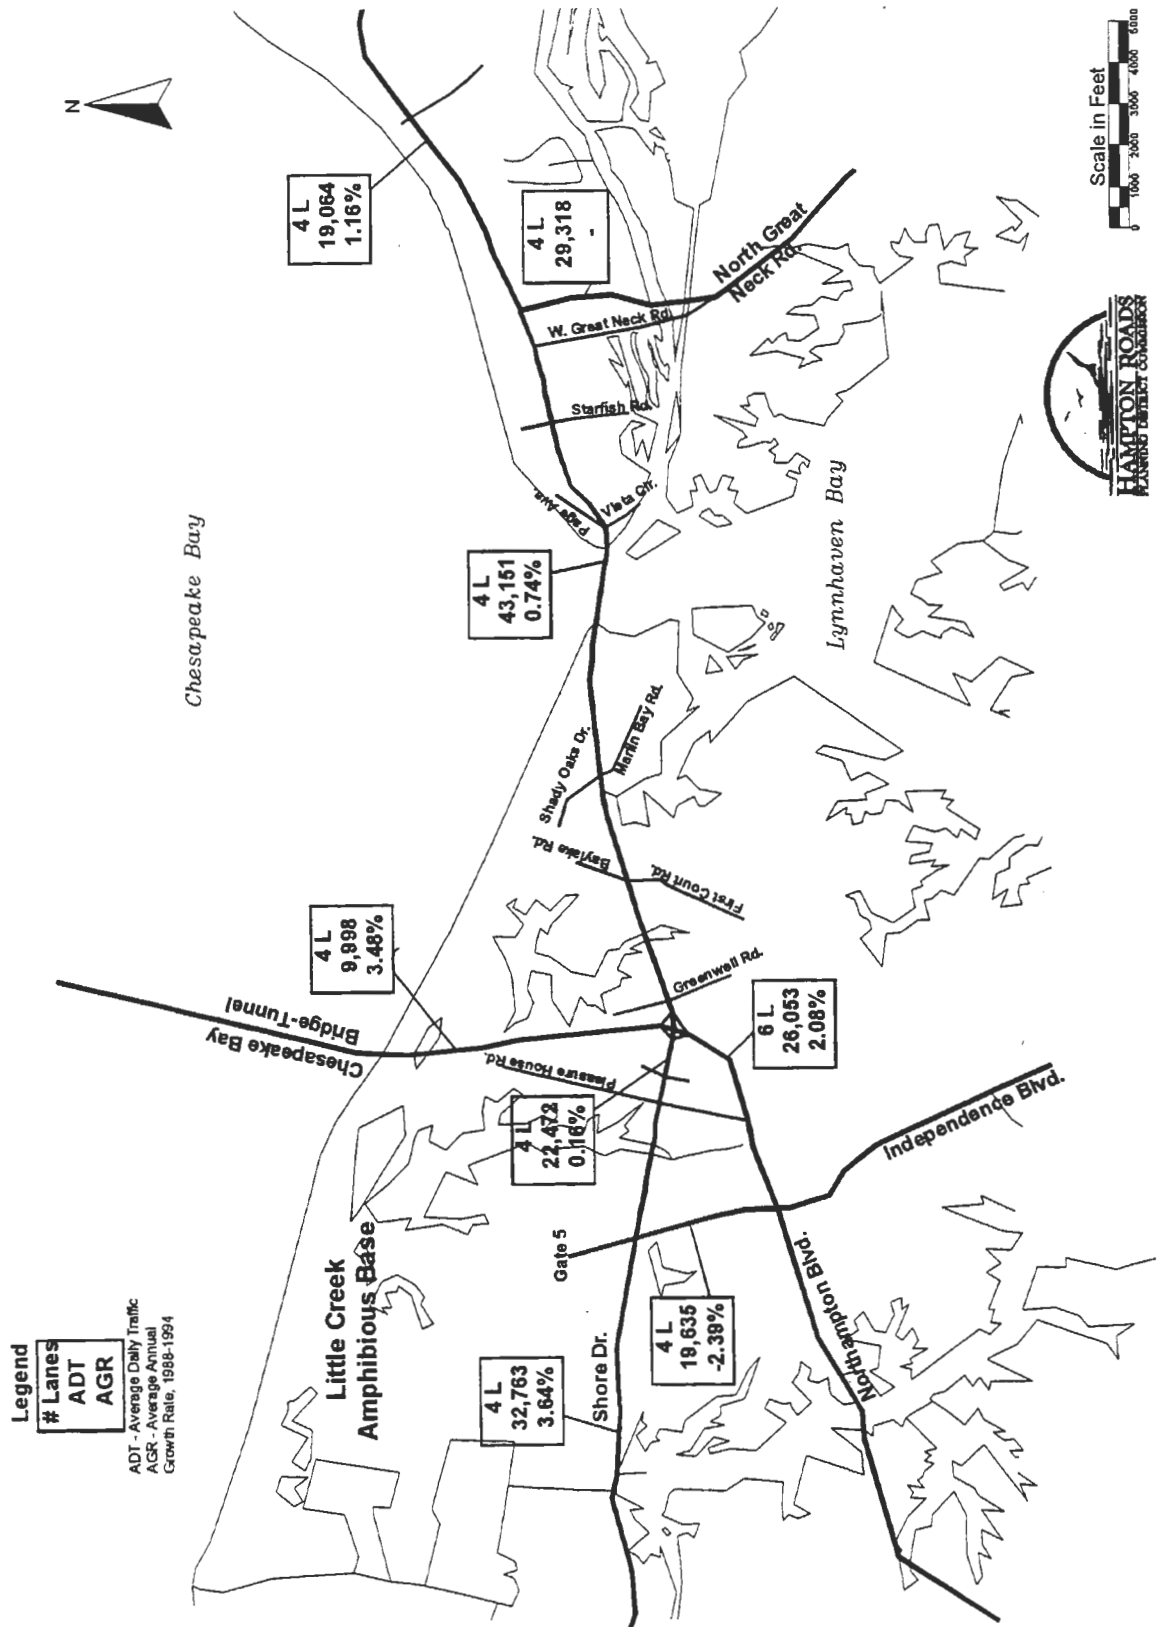 Legend
# Lanes
ADT
AGR
ADT - Average Daily Traffic
AGR - Average Annual
Growth Rate, 1988-1994
N
Chesapeake Bay
Little Creek
Amphibious Base
Chesapeake Bay
Bridge-Tunnel
4 L
9,998
3.48%
4 L
19,064
1.16%
4 L
29,318
-
4 L
43,151
0.74%
4 L
22,472
0.16%
6 L
26,053
2.08%
4 L
19,635
-2.39%
4 L
32,763
3.64%
Shore Dr.
Gate 5
Pleasure House Rd.
Northampton Blvd.
Independence Blvd.
Greenwell Rd.
Baylake Rd.
First Court Rd.
Shady Oaks Dr.
Marlin Bay Rd.
Page Ave.
Vista Cir.
Starfish Rd.
W. Great Neck Rd.
North Great
Neck Rd.
Lynnhaven Bay
Scale in Feet
0 1000 2000 3000 4000 5000
HAMPTON ROADS
PLANNING DISTRICT COMMISSION